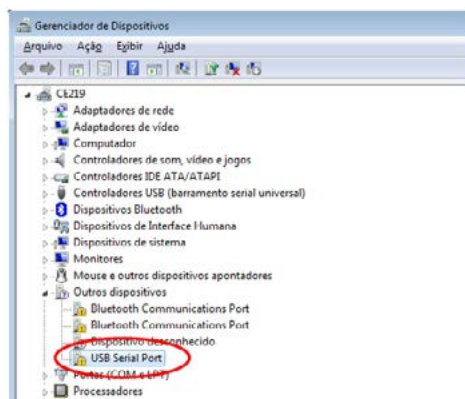 Gerenciador de Dispositivos
Arquivo Ação Exibir Ajuda
CE219
Adaptadores de rede
Adaptadores de vídeo
Computador
Controladores de som, vídeo e jogos
Controladores IDE ATA/ATAPI
Controladores USB (barramento serial universal)
Dispositivos Bluetooth
Dispositivos de Interface Humana
Dispositivos de sistema
Monitores
Mouse e outros dispositivos apontadores
Outros dispositivos
Bluetooth Communications Port
Bluetooth Communications Port
Dispositivo desconhecido
USB Serial Port
Portas (COM e LPT)
Processadores